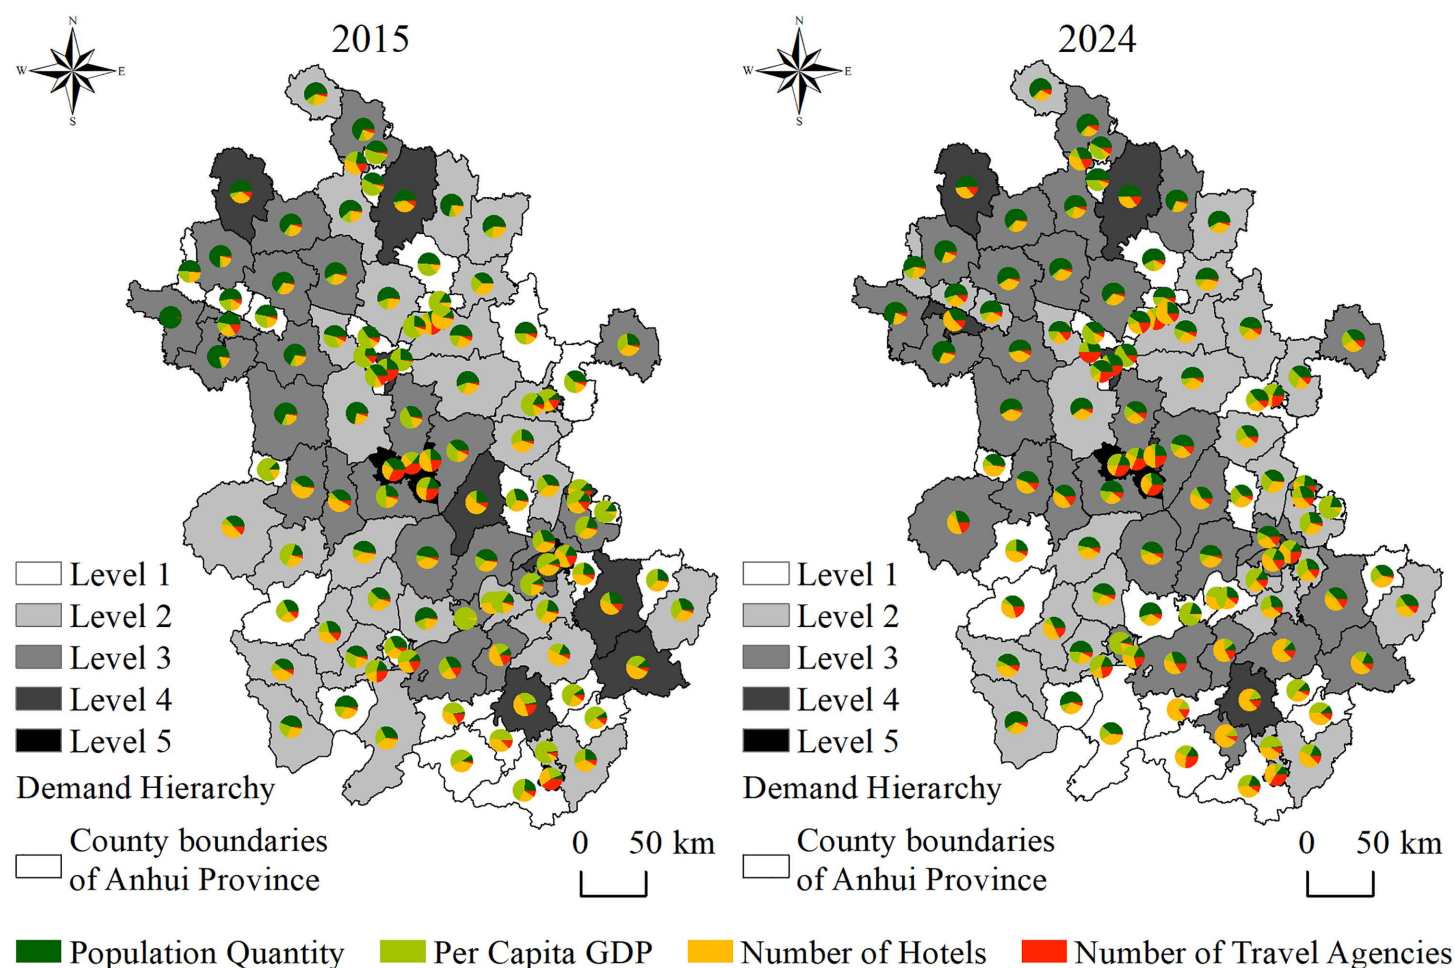 2015
2024
N
W
E
S
N
W
E
S
Level 1
Level 2
Level 3
Level 4
Level 5
Demand Hierarchy
County boundaries
of Anhui Province
0 50 km
Level 1
Level 2
Level 3
Level 4
Level 5
Demand Hierarchy
County boundaries
of Anhui Province
0 50 km
Population Quantity Per Capita GDP Number of Hotels Number of Travel Agencies